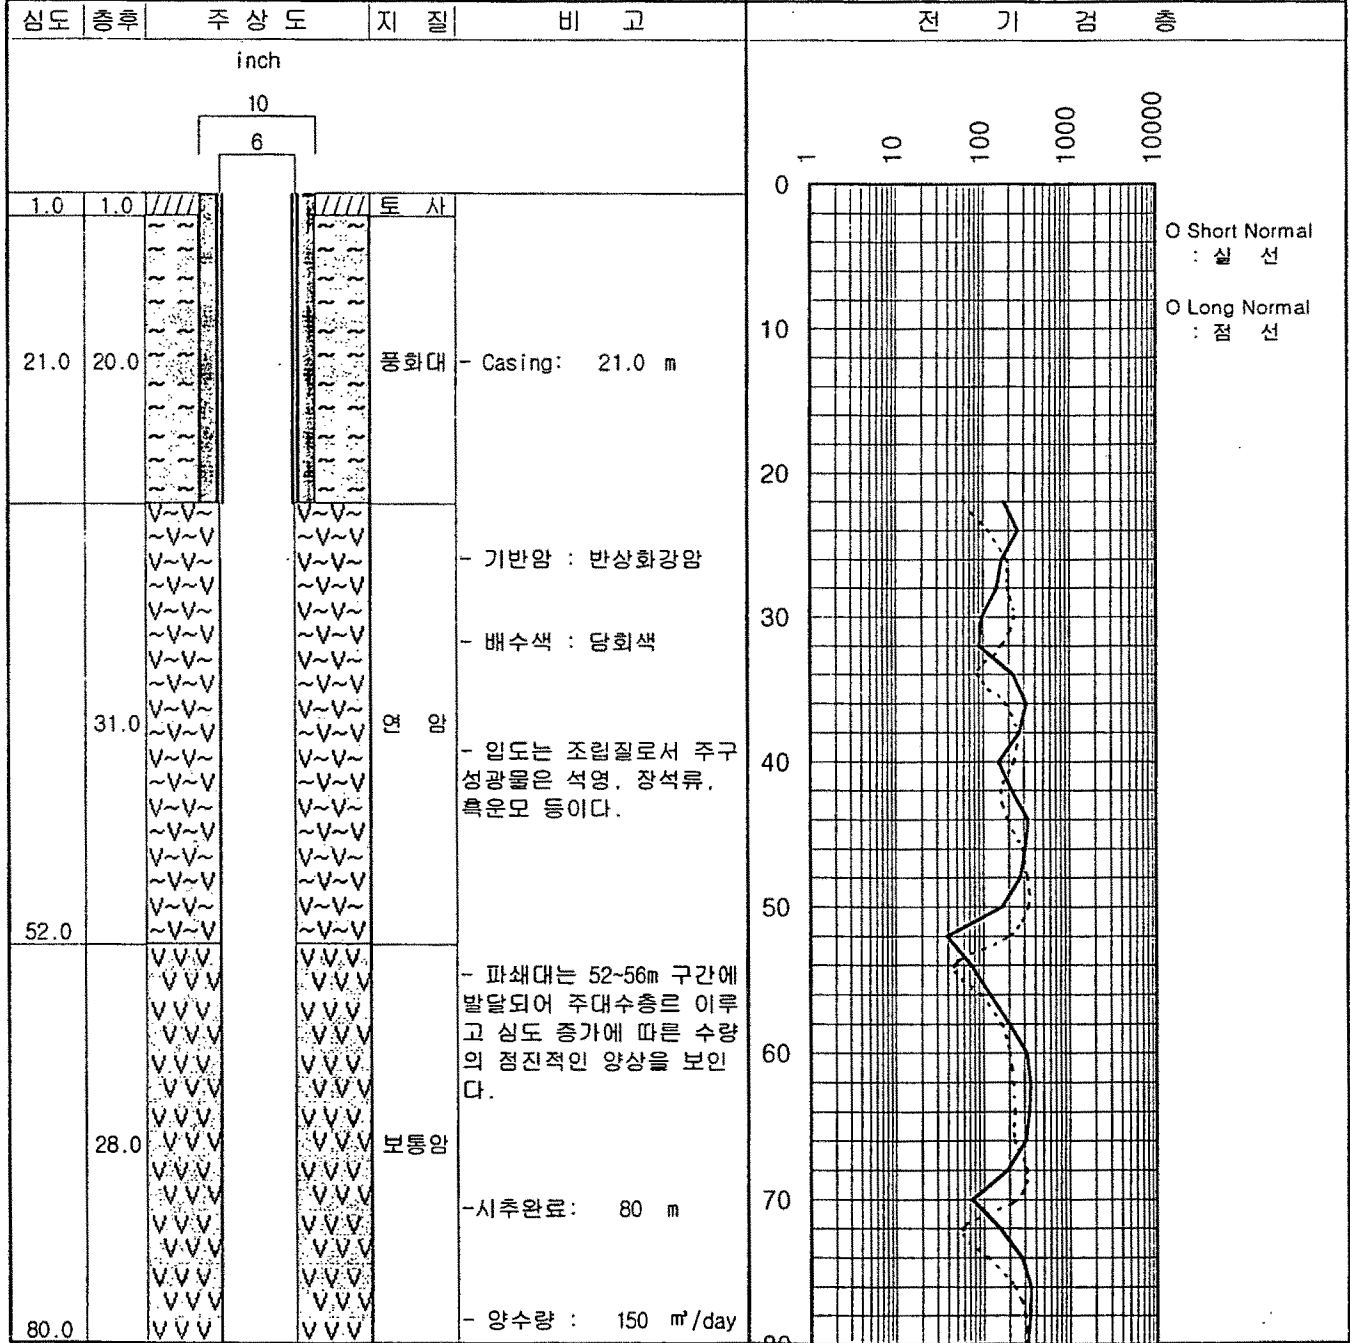 심도 층후 주 상 도 지 질 비 고 전 기 검 층
inch
10
6
1 10 100 1000 10000
0
1.0 1.0 토 사
O Short Normal
: 실 선
O Long Normal
: 점 선
10
21.0 20.0 풍화대 - Casing: 21.0 m
20
- 기반암 : 반상화강암
30
- 배수색 : 당회색
31.0 연 암
- 입도는 조립질로서 주구
성광물은 석영, 장석류,
흑운모 등이다.
40
50
52.0
- 파쇄대는 52~56m 구간에
발달되어 주대수층르 이루
고 심도 증가에 따른 수량
의 점진적인 양상을 보인
다.
60
28.0 보통암
70
-시추완료: 80 m
- 양수량 : 150 ㎥/day
80.0
80